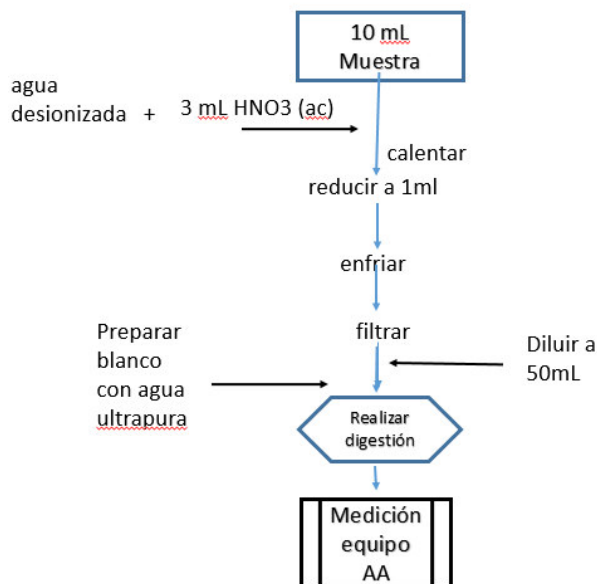 10 mL
Muestra
agua
desionizada + 3 mL HNO3 (ac)
calentar
reducir a 1ml
enfriar
filtrar
Preparar
blanco
con agua
ultrapura
Diluir a
50mL
Realizar
digestión
Medición
equipo
AA